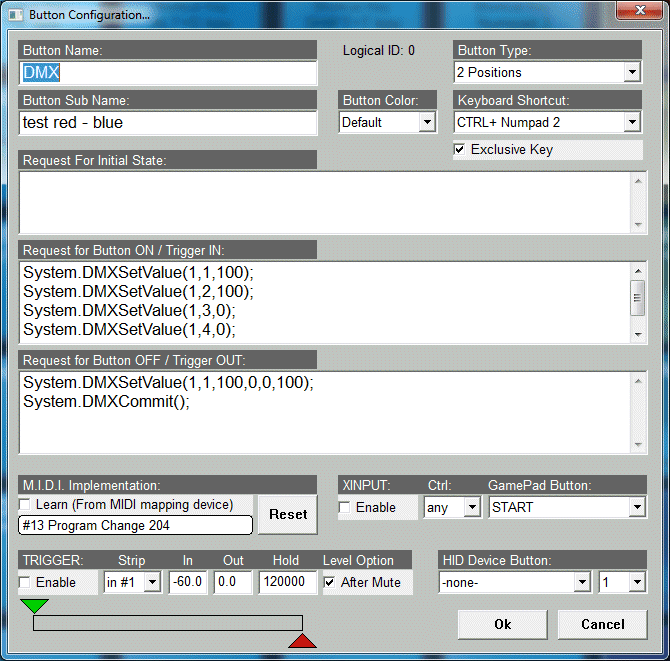 Button Configuration...
Button Name:
Logical ID: 0
Button Type:
DMX
2 Positions
Button Sub Name:
Button Color:
Keyboard Shortcut:
test red - blue
Default
CTRL+ Numpad 2
Exclusive Key
Request For Initial State:
Request for Button ON / Trigger IN:
System.DMXSetValue(1,1,100);
System.DMXSetValue(1,2,100);
System.DMXSetValue(1,3,0);
System.DMXSetValue(1,4,0);
Request for Button OFF / Trigger OUT:
System.DMXSetValue(1,1,100,0,0,100);
System.DMXCommit();
M.I.D.I. Implementation:
XINPUT:
Ctrl:
GamePad Button:
Learn (From MIDI mapping device)
Reset
Enable
any
START
#13 Program Change 204
TRIGGER:
Strip
In
Out
Hold
Level Option
HID Device Button:
Enable
in #1
-60.0
0.0
120000
After Mute
-none-
1
Ok
Cancel